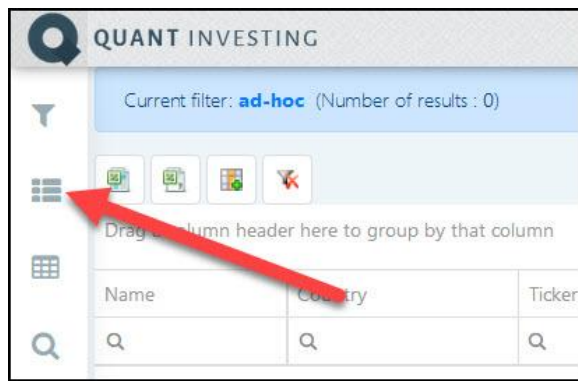 QUANT INVESTING
Current filter: ad-hoc (Number of results : 0)
Drag a column header here to group by that column
Name Country Ticker